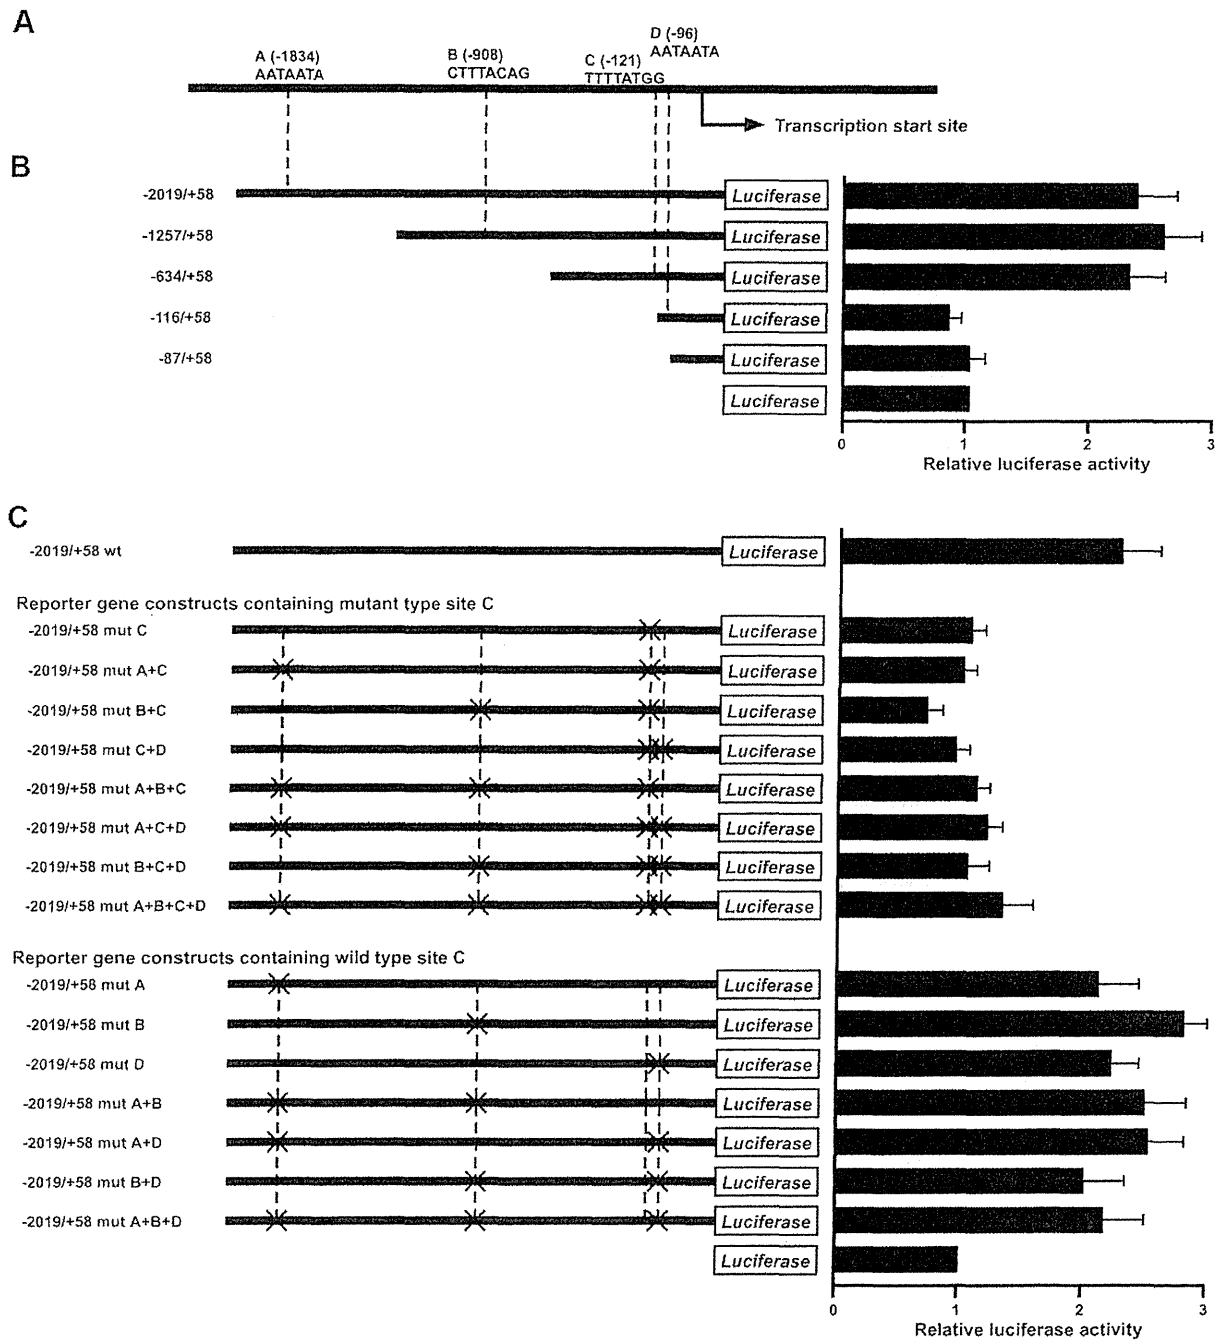 A
D (-96)
AATAATA
A (-1834)
AATAATA
B (-908)
CTTTACAG
C (-121)
TTTTATGG
Transcription start site
B
-2019/+58
Luciferase
-1257/+58
Luciferase
-634/+58
Luciferase
-116/+58
Luciferase
-87/+58
Luciferase
Luciferase
0 1 2 3
Relative luciferase activity
C
-2019/+58 wt
Luciferase
Reporter gene constructs containing mutant type site C
-2019/+58 mut C
Luciferase
-2019/+58 mut A+C
Luciferase
-2019/+58 mut B+C
Luciferase
-2019/+58 mut C+D
Luciferase
-2019/+58 mut A+B+C
Luciferase
-2019/+58 mut A+C+D
Luciferase
-2019/+58 mut B+C+D
Luciferase
-2019/+58 mut A+B+C+D
Luciferase
Reporter gene constructs containing wild type site C
-2019/+58 mut A
Luciferase
-2019/+58 mut B
Luciferase
-2019/+58 mut D
Luciferase
-2019/+58 mut A+B
Luciferase
-2019/+58 mut A+D
Luciferase
-2019/+58 mut B+D
Luciferase
-2019/+58 mut A+B+D
Luciferase
Luciferase
0 1 2 3
Relative luciferase activity